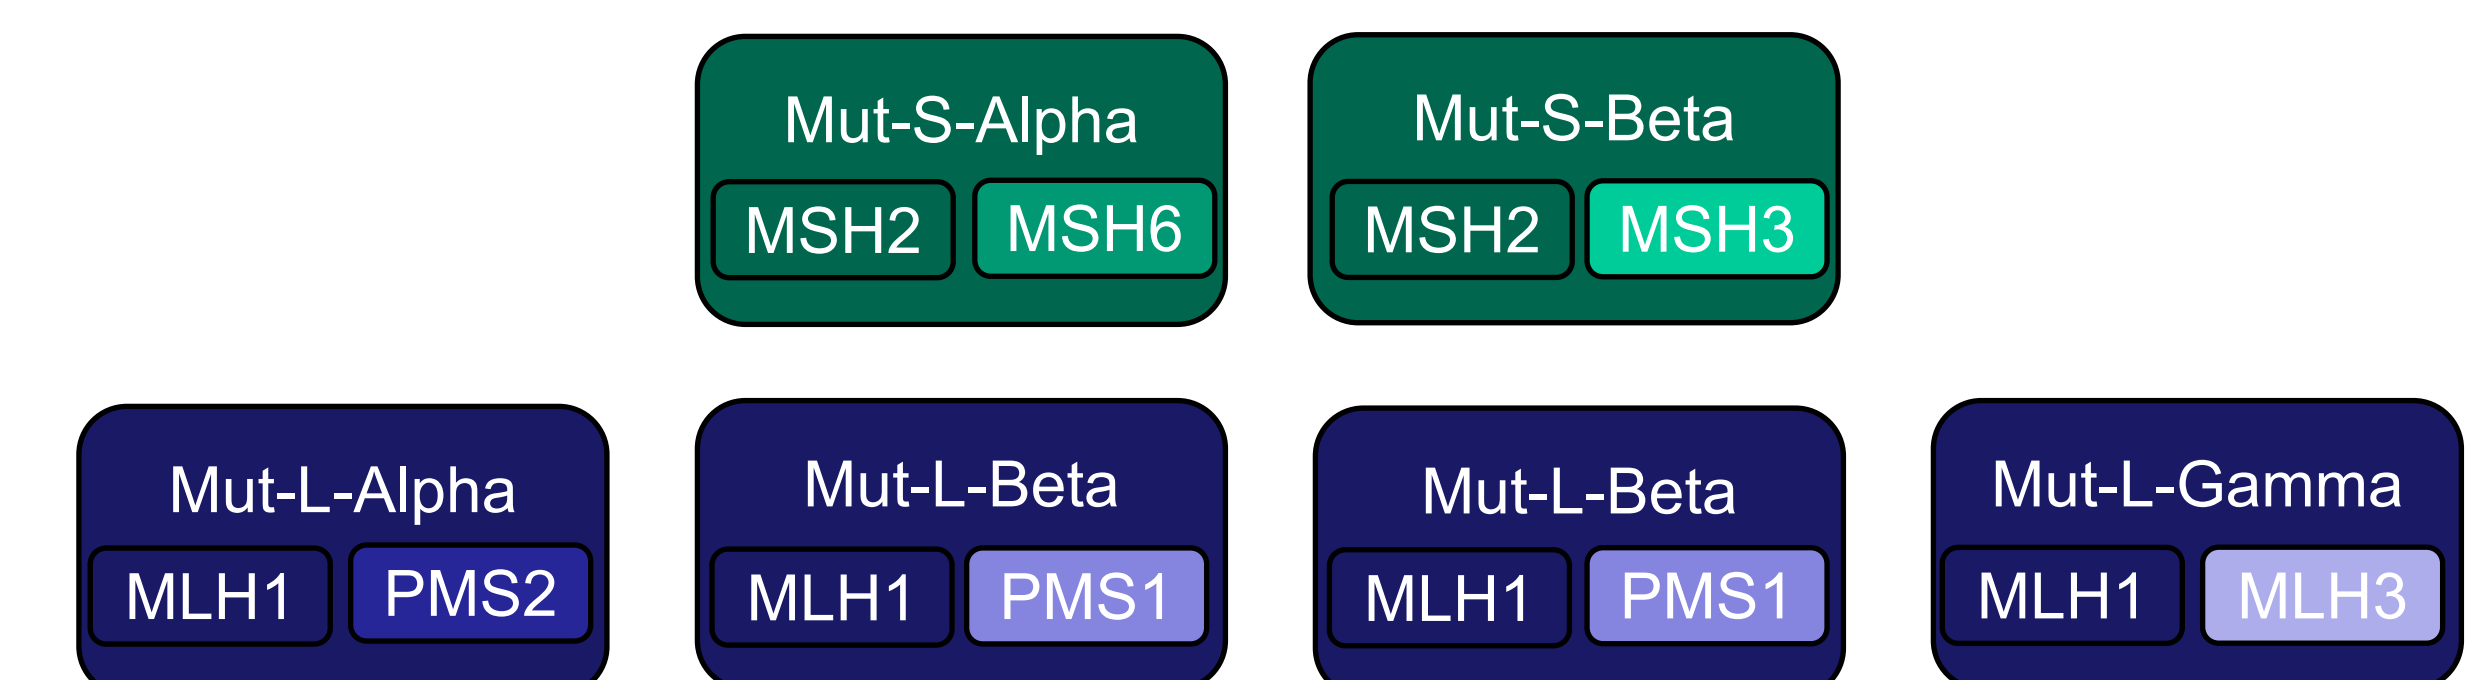 Mut-S-Alpha
MSH2 MSH6
Mut-S-Beta
MSH2 MSH3
Mut-L-Alpha
MLH1 PMS2
Mut-L-Beta
MLH1 PMS1
Mut-L-Beta
MLH1 PMS1
Mut-L-Gamma
MLH1 MLH3